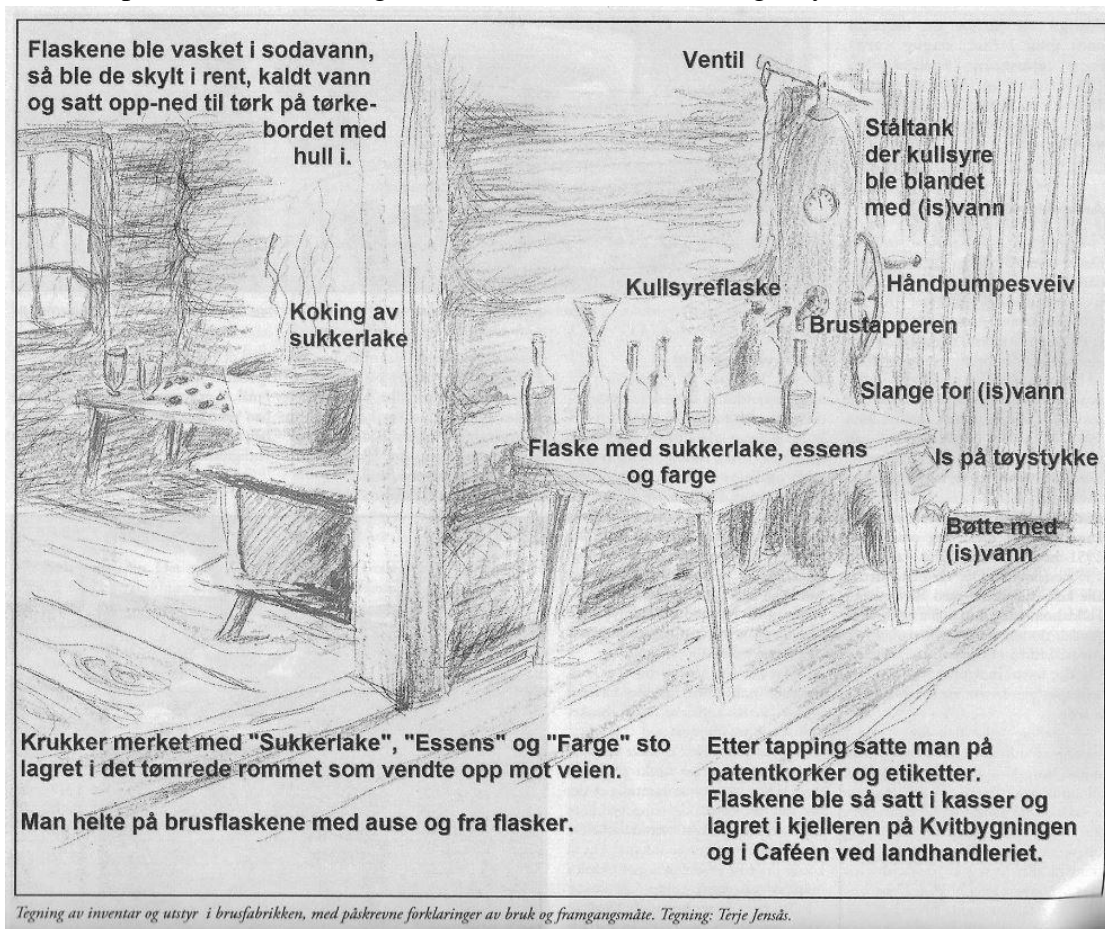 Flaskene ble vasket i sodavann,
så ble de skylt i rent, kaldt vann
og satt opp-ned til tørk på tørke-
bordet med
hull i.
Ventil
Ståltank
der kullsyre
ble blandet
med (is)vann
Koking av
sukkerlake
Kullsyreflaske
Håndpumpesveiv
Brustapperen
Slange for (is)vann
Flaske med sukkerlake, essens
og farge
Is på tøystykke
Bøtte med
(is)vann
Krukker merket med "Sukkerlake", "Essens" og "Farge" sto
lagret i det tømrede rommet som vendte opp mot veien.
Man helte på brusflaskene med ause og fra flasker.
Etter tapping satte man på
patentkorker og etiketter.
Flaskene ble så satt i kasser og
lagret i kjelleren på Kvitbygningen
og i Caféen ved landhandleriet.
Tegning av inventar og utstyr i brusfabrikken, med påskrevne forklaringer av bruk og framgangsmåte. Tegning: Terje Jensås.